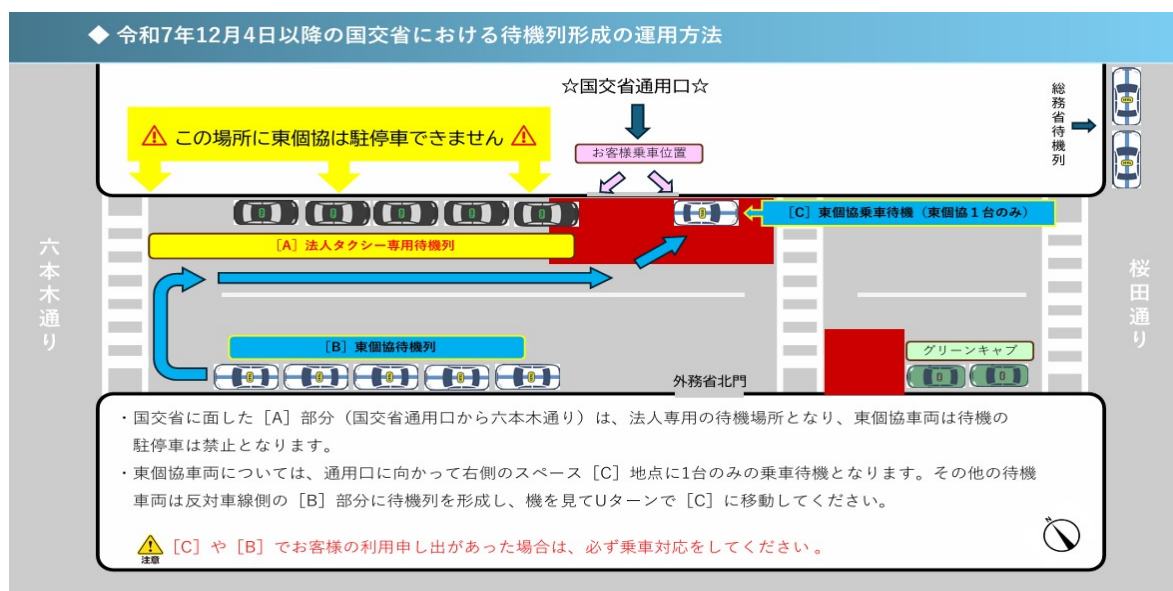 ◆ 令和7年12月4日以降の国交省における待機列形成の運用方法
☆国交省通用口☆
総務省待機列
⚠ この場所に東個協は駐停車できません ⚠
お客様乗車位置
[C] 東個協乗車待機（東個協1台のみ）
[A] 法人タクシー専用待機列
六本木通り
桜田通り
[B] 東個協待機列
グリーンキャブ
外務省北門
・国交省に面した [A] 部分（国交省通用口から六本木通り）は、法人専用の待機場所となり、東個協車両は待機の
駐停車は禁止となります。
・東個協車両については、通用口に向かって右側のスペース [C] 地点に1台のみの乗車待機となります。その他の待機
車両は反対車線側の [B] 部分に待機列を形成し、機を見てUターンで [C] に移動してください。
N
注意
[C] や [B] でお客様の利用申し出があった場合は、必ず乗車対応をしてください。